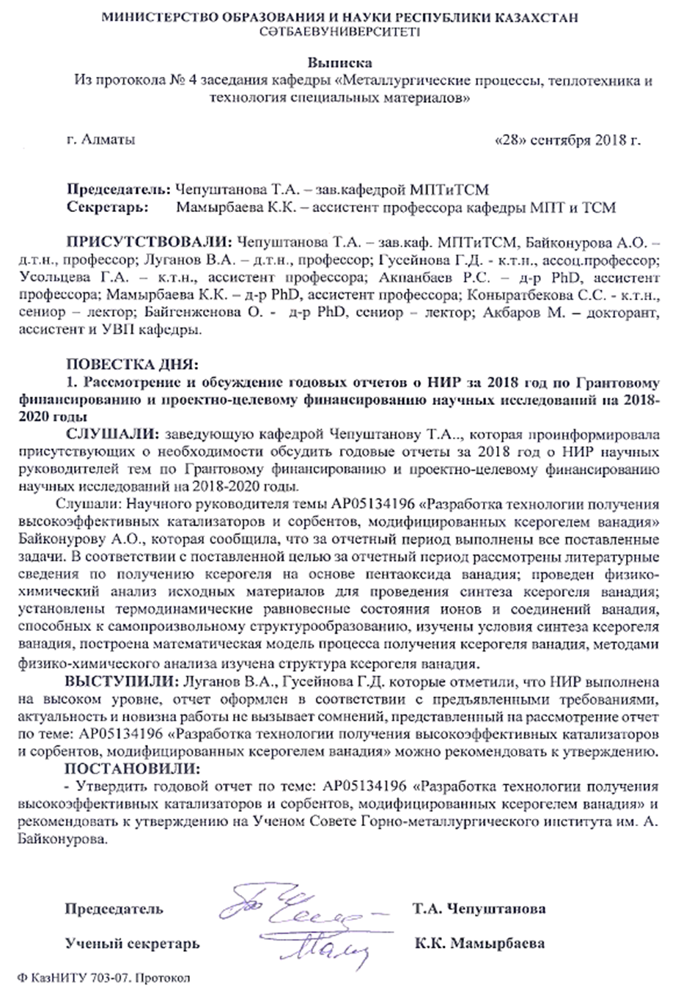 МИНИСТЕРСТВО ОБРАЗОВАНИЯ И НАУКИ РЕСПУБЛИКИ КАЗАХСТАН
СӘТБАЕВУНИВЕРСИТЕТІ
Выписка
Из протокола № 4 заседания кафедры «Металлургические процессы, теплотехника и
технология специальных материалов»
г. Алматы «28» сентября 2018 г.
Председатель: Чепуштанова Т.А. – зав.кафедрой МПТиТСМ
Секретарь: Мамырбаева К.К. – ассистент профессора кафедры МПТ и ТСМ
ПРИСУТСТВОВАЛИ: Чепуштанова Т.А. – зав.каф. МПТиТСМ, Байконурова А.О. –
д.т.н., профессор; Луганов В.А. – д.т.н., профессор; Гусейнова Г.Д. - к.т.н., ассоц.профессор;
Усольцева Г.А. – к.т.н., ассистент профессора; Акпанбаев Р.С. – д-р PhD, ассистент
профессора; Мамырбаева К.К. – д-р PhD, ассистент профессора; Коныратбекова С.С. - к.т.н.,
сениор – лектор; Байгенженова О. - д-р PhD, сениор – лектор; Акбаров М. – докторант,
ассистент и УВП кафедры.
ПОВЕСТКА ДНЯ:
1. Рассмотрение и обсуждение годовых отчетов о НИР за 2018 год по Грантовому
финансированию и проектно-целевому финансированию научных исследований на 2018-
2020 годы
СЛУШАЛИ: заведующую кафедрой Чепуштанову Т.А.., которая проинформировала
присутствующих о необходимости обсудить годовые отчеты за 2018 год о НИР научных
руководителей тем по Грантовому финансированию и проектно-целевому финансированию
научных исследований на 2018-2020 годы.
Слушали: Научного руководителя темы АР05134196 «Разработка технологии получения
высокоэффективных катализаторов и сорбентов, модифицированных ксерогелем ванадия»
Байконурову А.О., которая сообщила, что за отчетный период выполнены все поставленные
задачи. В соответствии с поставленной целью за отчетный период рассмотрены литературные
сведения по получению ксерогеля на основе пентаоксида ванадия; проведен физико-
химический анализ исходных материалов для проведения синтеза ксерогеля ванадия;
установлены термодинамические равновесные состояния ионов и соединений ванадия,
способных к самопроизвольному структурообразованию, изучены условия синтеза ксерогеля
ванадия, построена математическая модель процесса получения ксерогеля ванадия, методами
физико-химического анализа изучена структура ксерогеля ванадия.
ВЫСТУПИЛИ: Луганов В.А., Гусейнова Г.Д. которые отметили, что НИР выполнена
на высоком уровне, отчет оформлен в соответствии с предъявленными требованиями,
актуальность и новизна работы не вызывает сомнений, представленный на рассмотрение отчет
по теме: АР05134196 «Разработка технологии получения высокоэффективных катализаторов
и сорбентов, модифицированных ксерогелем ванадия» можно рекомендовать к утверждению.
ПОСТАНОВИЛИ:
- Утвердить годовой отчет по теме: АР05134196 «Разработка технологии получения
высокоэффективных катализаторов и сорбентов, модифицированных ксерогелем ванадия» и
рекомендовать к утверждению на Ученом Совете Горно-металлургического института им. А.
Байконурова.
Председатель Т.А. Чепуштанова
Ученый секретарь К.К. Мамырбаева
Ф КазНИТУ 703-07. Протокол